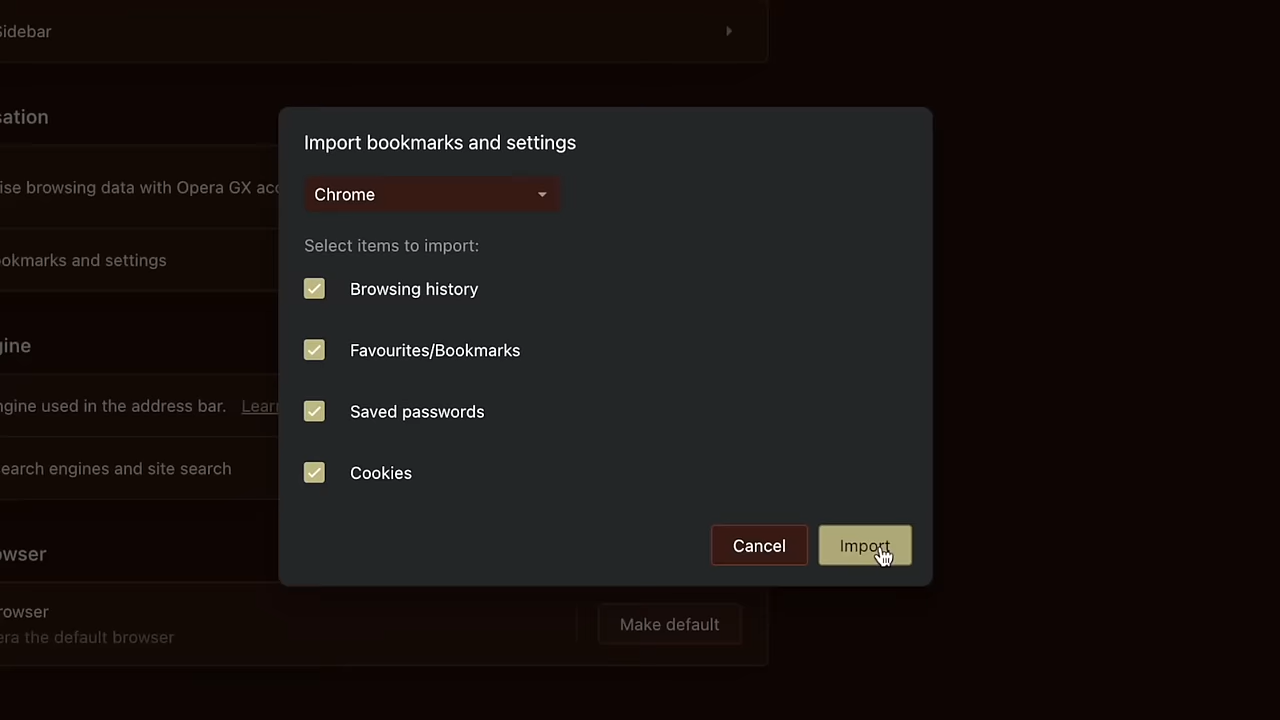 Sidebar
sation
ise browsing data with Opera GX acc
ookmarks and settings
gine
ngine used in the address bar. Learn
earch engines and site search
owser
rowser
era the default browser
Make default
Import bookmarks and settings
Chrome
Select items to import:
Browsing history
Favourites/Bookmarks
Saved passwords
Cookies
Cancel
Import